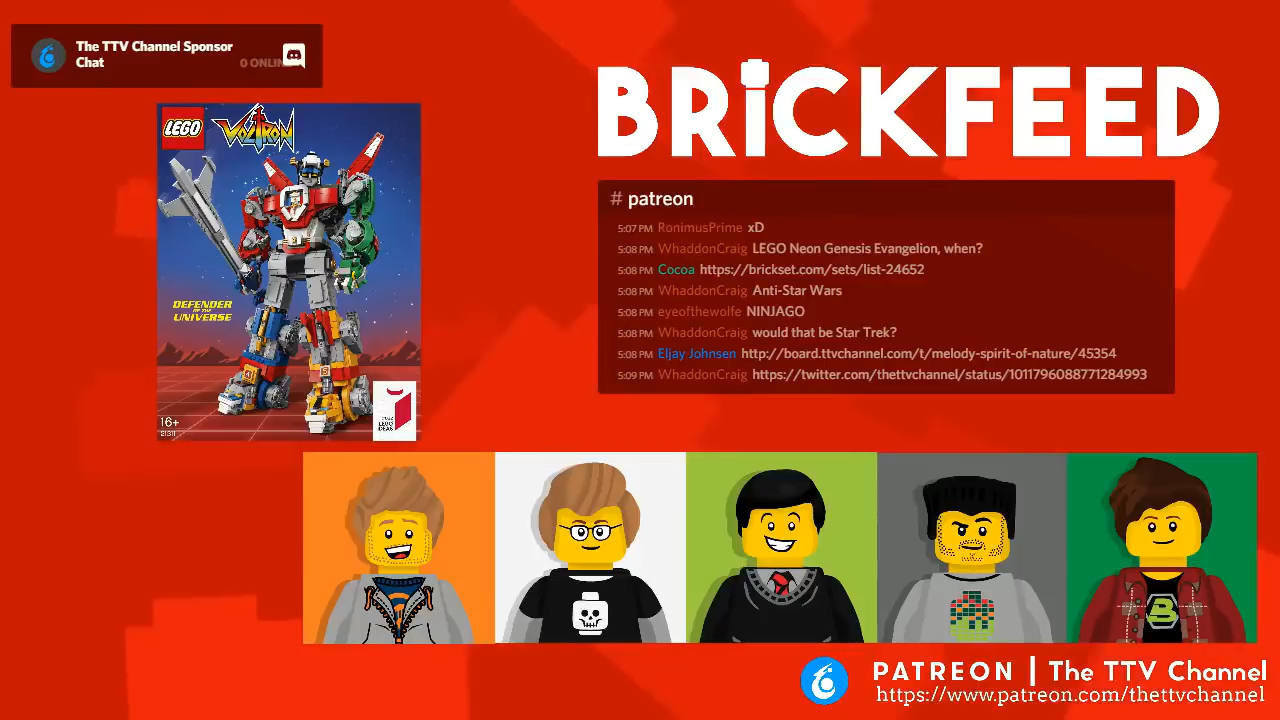 The TTV Channel Sponsor
Chat
0 ONLIN
BRiCKFEED
LEGO
VOLTRON
DEFENDER
OF THE
UNIVERSE
16+
21311
LEGO
IDEAS
# patreon
5:07 PM RonimusPrime xD
5:08 PM WhaddonCraig LEGO Neon Genesis Evangelion, when?
5:08 PM Cocoa https://brickset.com/sets/list-24652
5:08 PM WhaddonCraig Anti-Star Wars
5:08 PM eyeofthewolfe NINJAGO
5:08 PM WhaddonCraig would that be Star Trek?
5:08 PM Eljay Johnsen http://board.ttvchannel.com/t/melody-spirit-of-nature/45354
5:09 PM WhaddonCraig https://twitter.com/thettvchannel/status/1011796088771284993
B
PATREON | The TTV Channel
https://www.patreon.com/thettvchannel